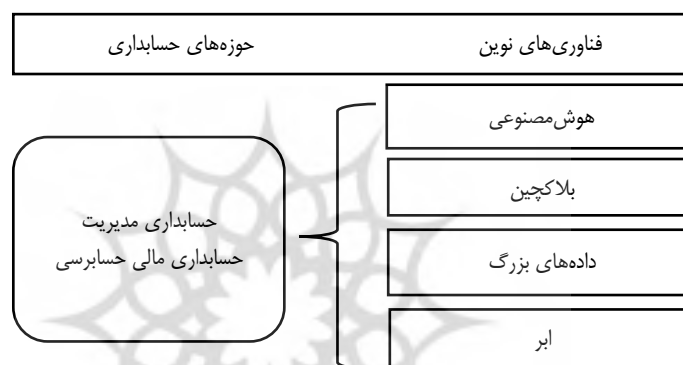 فناوری‌های نوین
حوزه‌های حسابداری
هوش‌مصنوعی
بلاکچین
داده‌های بزرگ
ابر
حسابداری مدیریت
حسابداری مالی حسابرسی